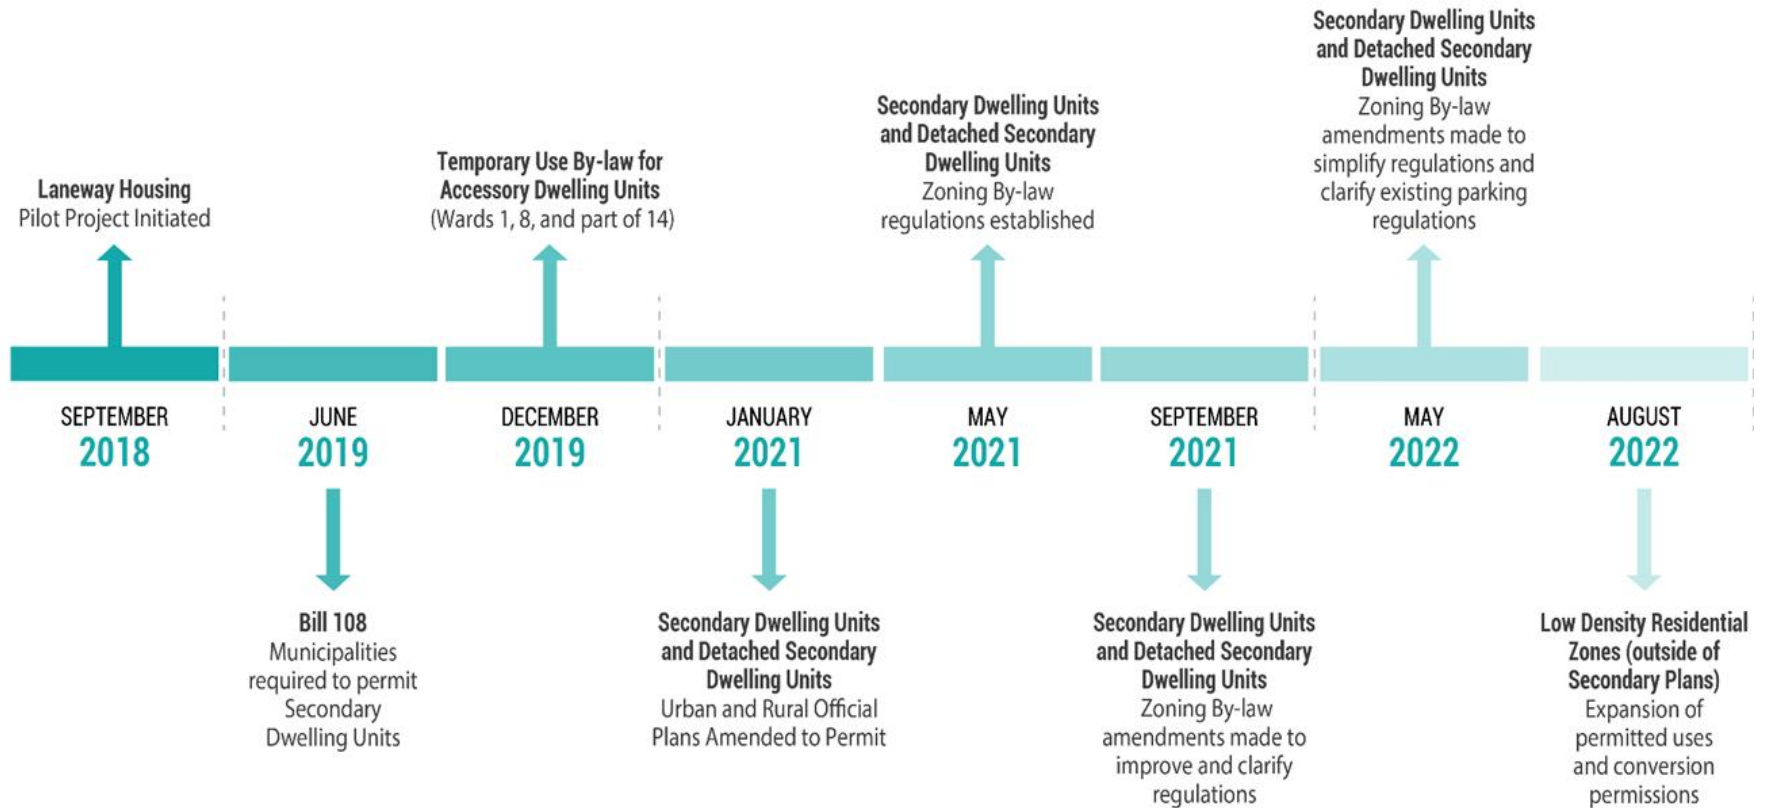 Laneway Housing
Pilot Project Initiated
Temporary Use By-law for
Accessory Dwelling Units
(Wards 1, 8, and part of 14)
Secondary Dwelling Units
and Detached Secondary
Dwelling Units
Zoning By-law
regulations established
Secondary Dwelling Units
and Detached Secondary
Dwelling Units
Zoning By-law
amendments made to
simplify regulations and
clarify existing parking
regulations
SEPTEMBER
2018
JUNE
2019
DECEMBER
2019
JANUARY
2021
MAY
2021
SEPTEMBER
2021
MAY
2022
AUGUST
2022
Bill 108
Municipalities
required to permit
Secondary
Dwelling Units
Secondary Dwelling Units
and Detached Secondary
Dwelling Units
Urban and Rural Official
Plans Amended to Permit
Secondary Dwelling Units
and Detached Secondary
Dwelling Units
Zoning By-law
amendments made to
improve and clarify
regulations
Low Density Residential
Zones (outside of
Secondary Plans)
Expansion of
permitted uses
and conversion
permissions